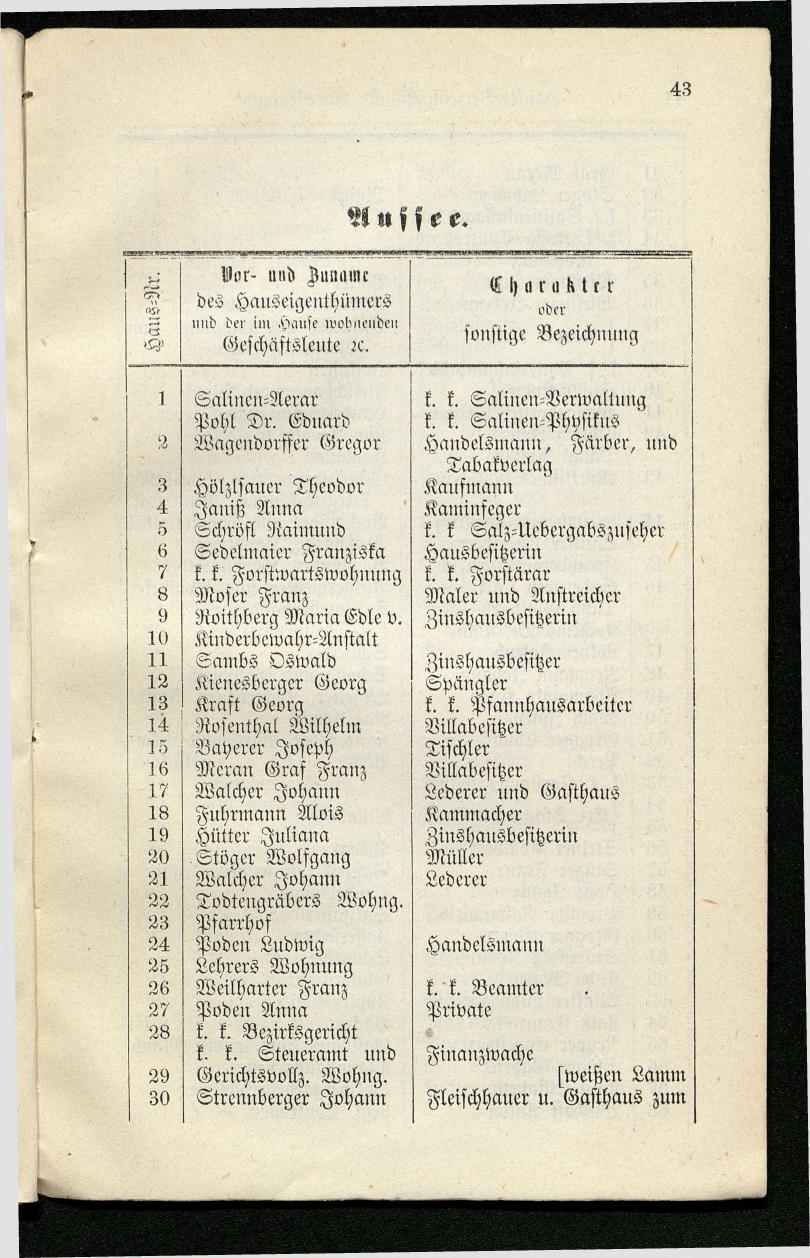 43
Aussee.
Haus-Nr.
Vor- und Zuname
des Hauseigenthümers
und der im Hause wohnenden
Geschäftsleute ꝛc.
Charakter
oder
sonstige Bezeichnung
1 Salinen-Aerar k. k. Salinen-Verwaltung
Pohl Dr. Eduard k. k. Salinen-Physikus
2 Wagendorffer Gregor Handelsmann, Färber, und
Tabakverlag
3 Hölzlsauer Theodor Kaufmann
4 Janiß Anna Kaminfeger
5 Schröfl Raimund k. k Salz-Uebergabszuseher
6 Sedelmaier Franziska Hausbesitzerin
7 k. k. Forstwartswohnung k. k. Forstärar
8 Moser Franz Maler und Anstreicher
9 Roithberg Maria Edle v. Zinshausbesitzerin
10 Kinderbewahr-Anstalt
11 Sambs Oswald Zinshausbesitzer
12 Kienesberger Georg Spängler
13 Kraft Georg k. k. Pfannhausarbeiter
14 Rosenthal Wilhelm Villabesitzer
15 Bayerer Joseph Tischler
16 Meran Graf Franz Villabesitzer
17 Walcher Johann Lederer und Gasthaus
18 Fuhrmann Alois Kammacher
19 Hütter Juliana Zinshausbesitzerin
20 Stöger Wolfgang Müller
21 Walcher Johann Lederer
22 Todtengräbers Wohng.
23 Pfarrhof
24 Poden Ludwig Handelsmann
25 Lehrers Wohnung
26 Weilharter Franz k. k. Beamter
27 Poden Anna Private
28 k. k. Bezirksgericht
k. k. Steueramt und Finanzwache
29 Gerichtsvollz. Wohng. [weißen Lamm
30 Strennberger Johann Fleischhauer u. Gasthaus zum